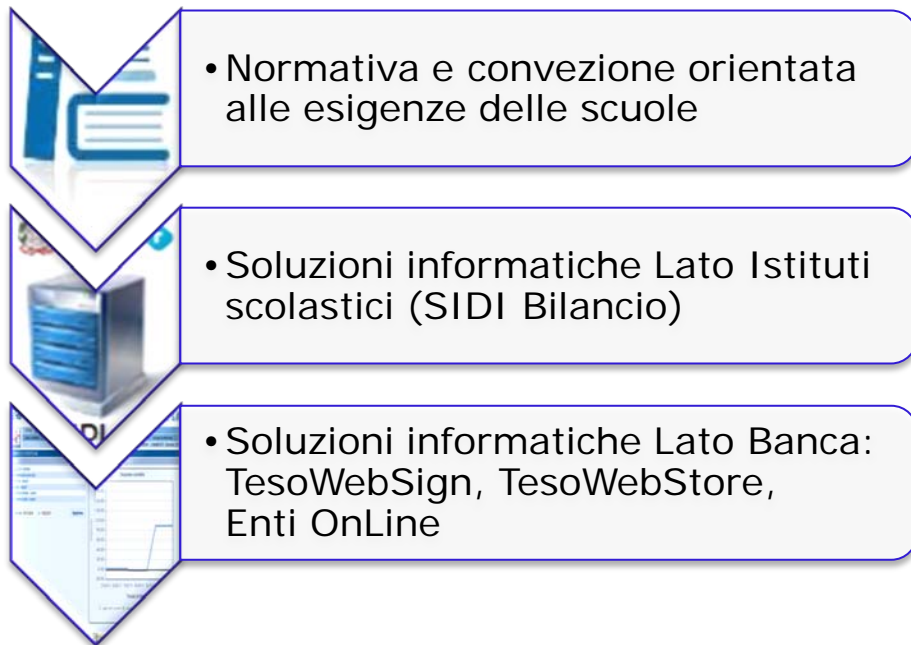 • Normativa e convezione orientata
alle esigenze delle scuole
• Soluzioni informatiche Lato Istituti
scolastici (SIDI Bilancio)
• Soluzioni informatiche Lato Banca:
TesoWebSign, TesoWebStore,
Enti OnLine